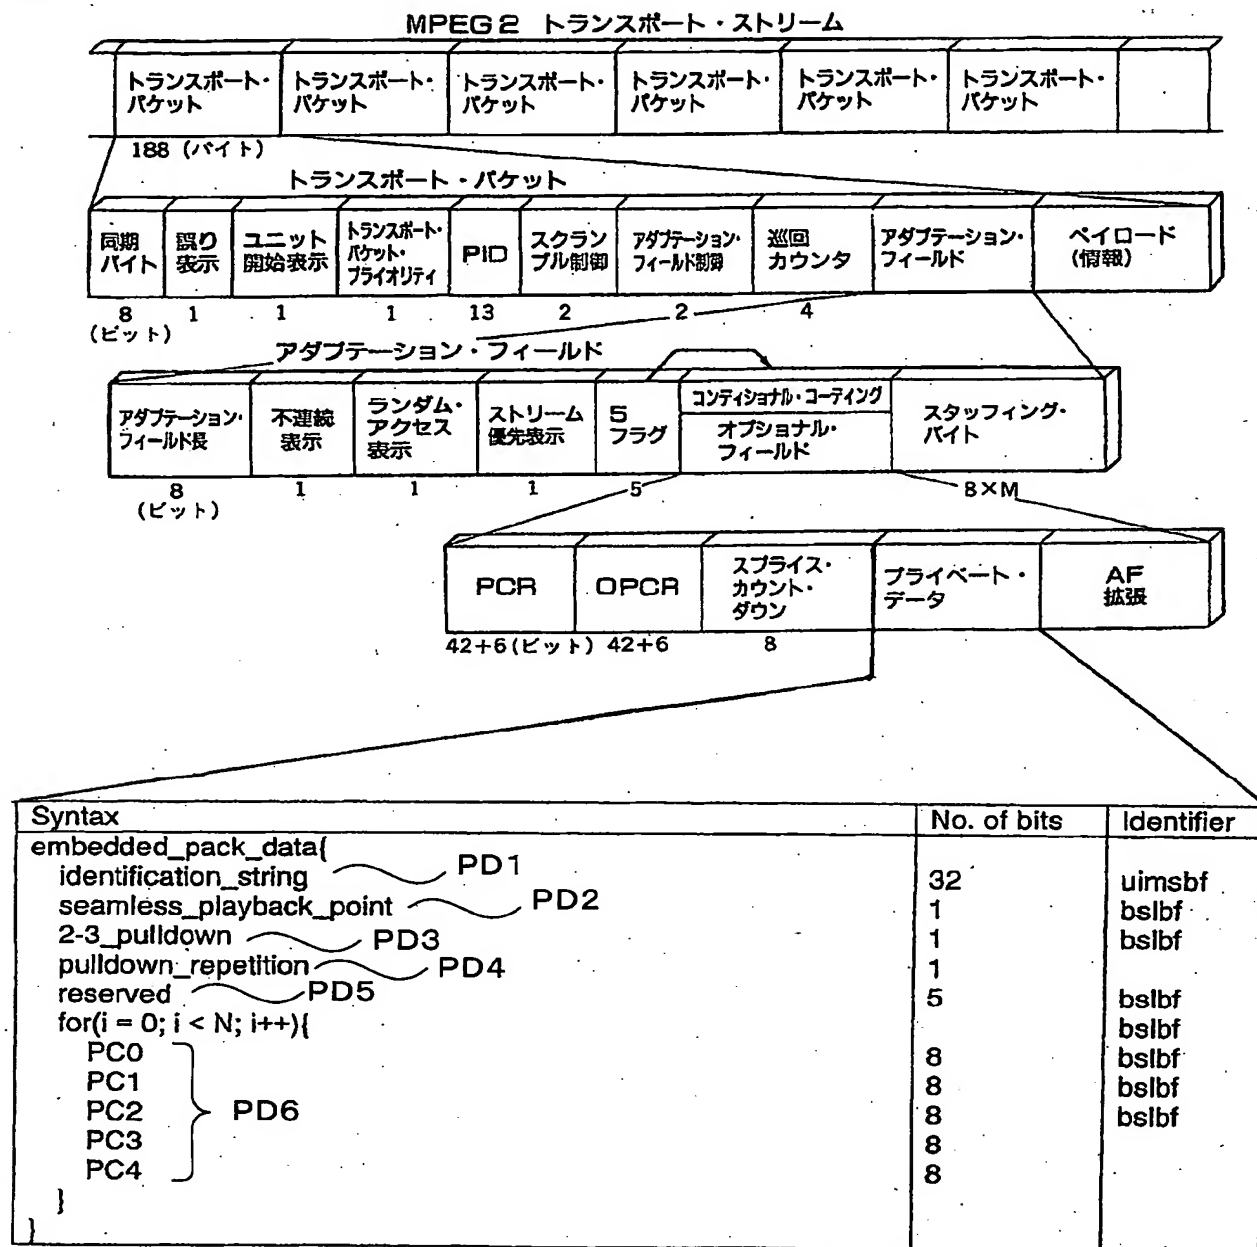 MPEG2 トランスポート・ストリーム
トランスポート・
パケット
トランスポート・
パケット
トランスポート・
パケット
トランスポート・
パケット
トランスポート・
パケット
トランスポート・
パケット
188 (バイト)
トランスポート・パケット
同期
バイト
誤り
表示
ユニット
開始表示
トランスポート・
パケット・
プライオリティ
PID
スクラン
ブル制御
アダプテーション・
フィールド制御
巡回
カウンタ
アダプテーション・
フィールド
ペイロード
(情報)
8 1 1 1 13 2 2 4
(ビット)
アダプテーション・フィールド
アダプテーション・
フィールド長
不連続
表示
ランダム・
アクセス
表示
ストリーム
優先表示
5
フラグ
コンディショナル・コーティング
オプショナル・
フィールド
スタッフィング・
バイト
8 1 1 1 5 8×M
(ビット)
PCR
OPCR
スプライス・
カウント・
ダウン
プライベート・
データ
AF
拡張
42+6(ビット) 42+6 8
Syntax No. of bits Identifier
embedded_pack_data{
identification_string PD1 32 uimsbf
seamless_playback_point PD2 1 bslbf
2-3_pulldown PD3 1 bslbf
pulldown_repetition PD4 1
reserved PD5 5 bslbf
for(i = 0; i < N; i++){ bslbf
PC0 8 bslbf
PC1 8 bslbf
PC2 PD6 8 bslbf
PC3 8
PC4 8
}
}